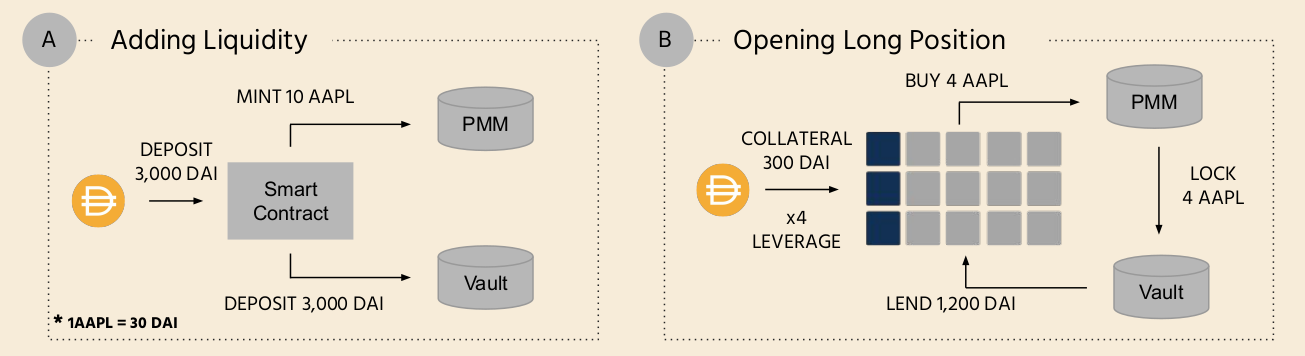 A
Adding Liquidity
MINT 10 AAPL
PMM
DEPOSIT
3,000 DAI
Smart
Contract
Vault
DEPOSIT 3,000 DAI
* 1AAPL = 30 DAI
B
Opening Long Position
BUY 4 AAPL
PMM
COLLATERAL
300 DAI
x4
LEVERAGE
LOCK
4 AAPL
LEND 1,200 DAI
Vault